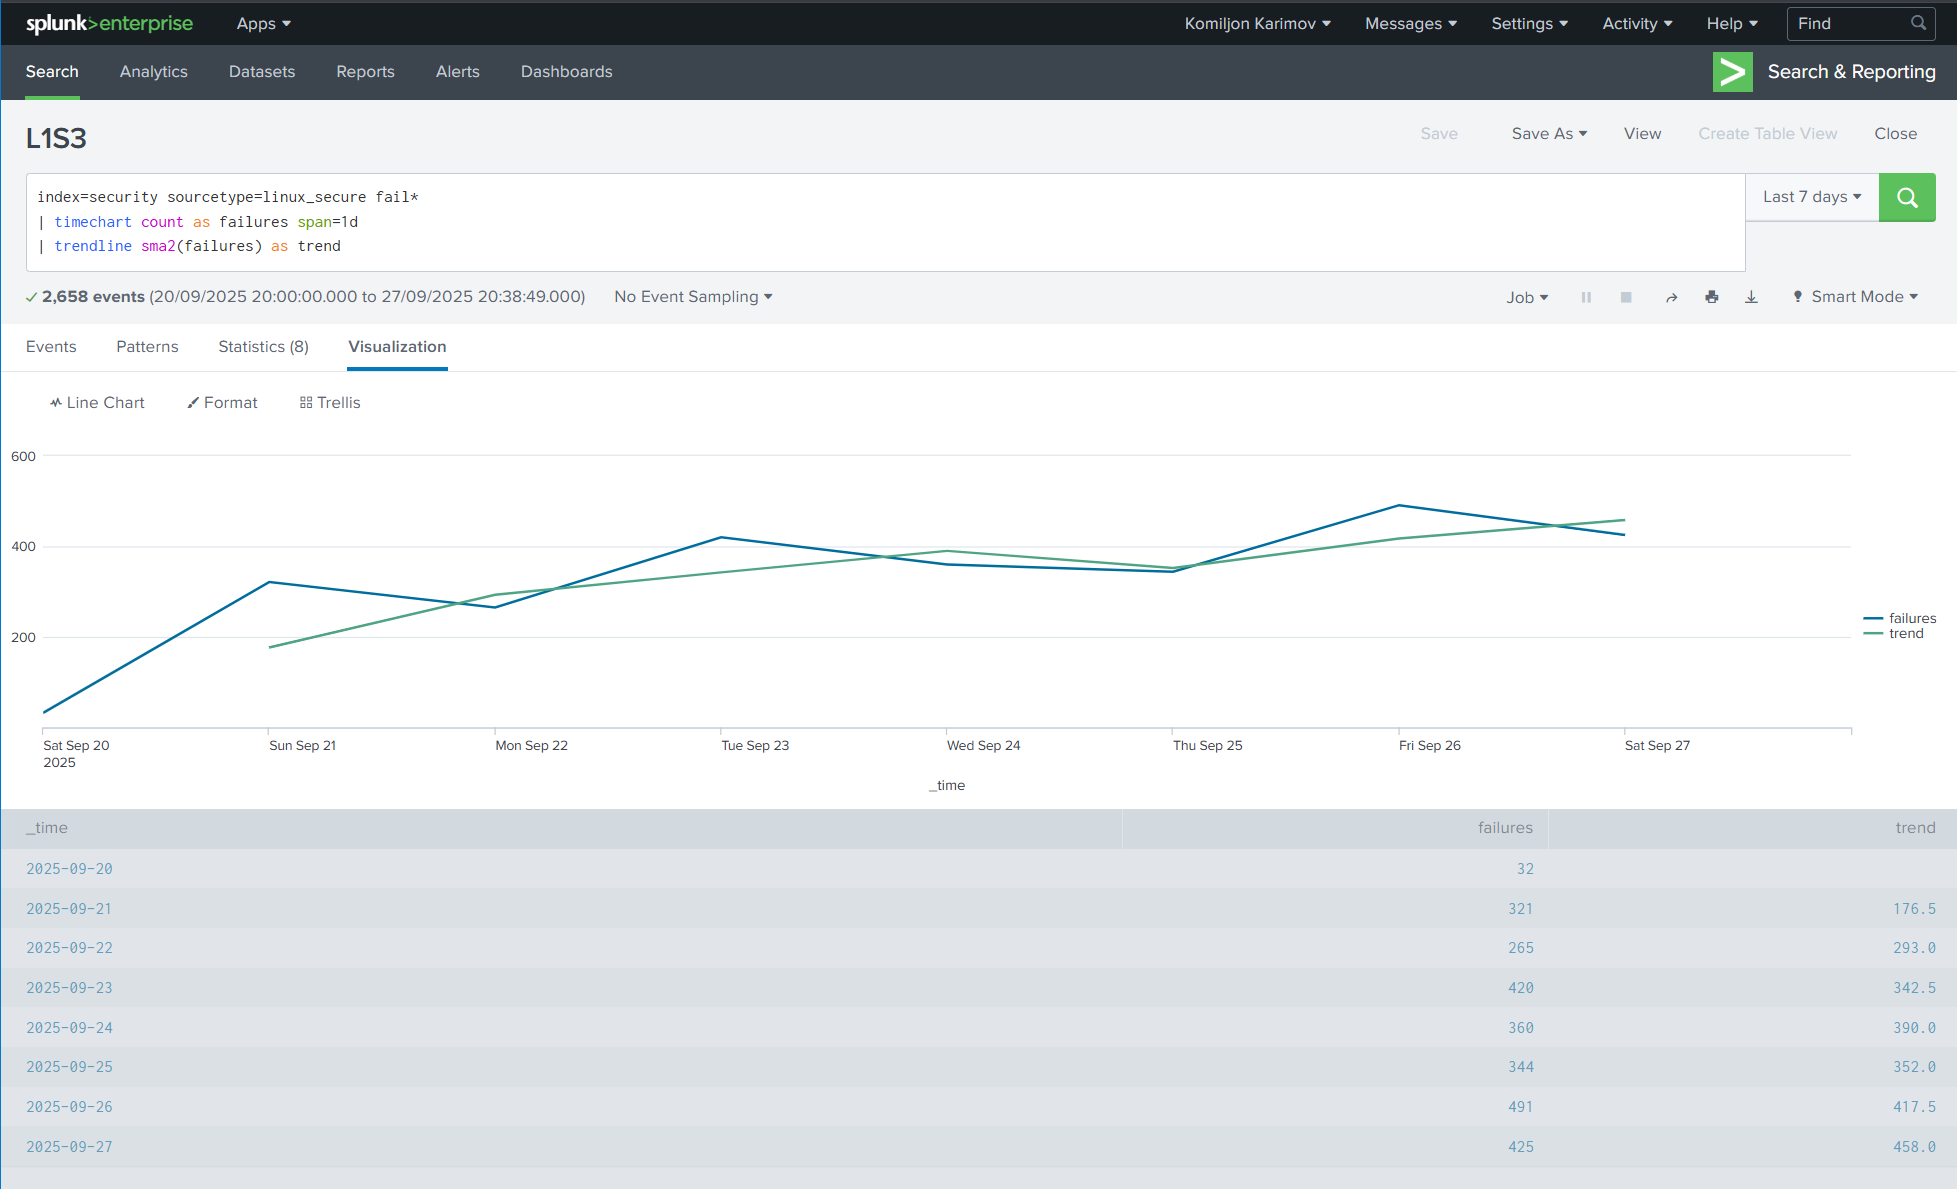 splunk>enterprise Apps Komiljon Karimov Messages Settings Activity Help Find
Search Analytics Datasets Reports Alerts Dashboards Search & Reporting
L1S3 Save Save As View Create Table View Close
index=security sourcetype=linux_secure fail* Last 7 days
| timechart count as failures span=1d
| trendline sma2(failures) as trend
2,658 events (20/09/2025 20:00:00.000 to 27/09/2025 20:38:49.000) No Event Sampling Job Smart Mode
Events Patterns Statistics (8) Visualization
Line Chart Format Trellis
600
400
200
failures
trend
Sat Sep 20 Sun Sep 21 Mon Sep 22 Tue Sep 23 Wed Sep 24 Thu Sep 25 Fri Sep 26 Sat Sep 27
2025
_time
_time failures trend
2025-09-20 32
2025-09-21 321 176.5
2025-09-22 265 293.0
2025-09-23 420 342.5
2025-09-24 360 390.0
2025-09-25 344 352.0
2025-09-26 491 417.5
2025-09-27 425 458.0